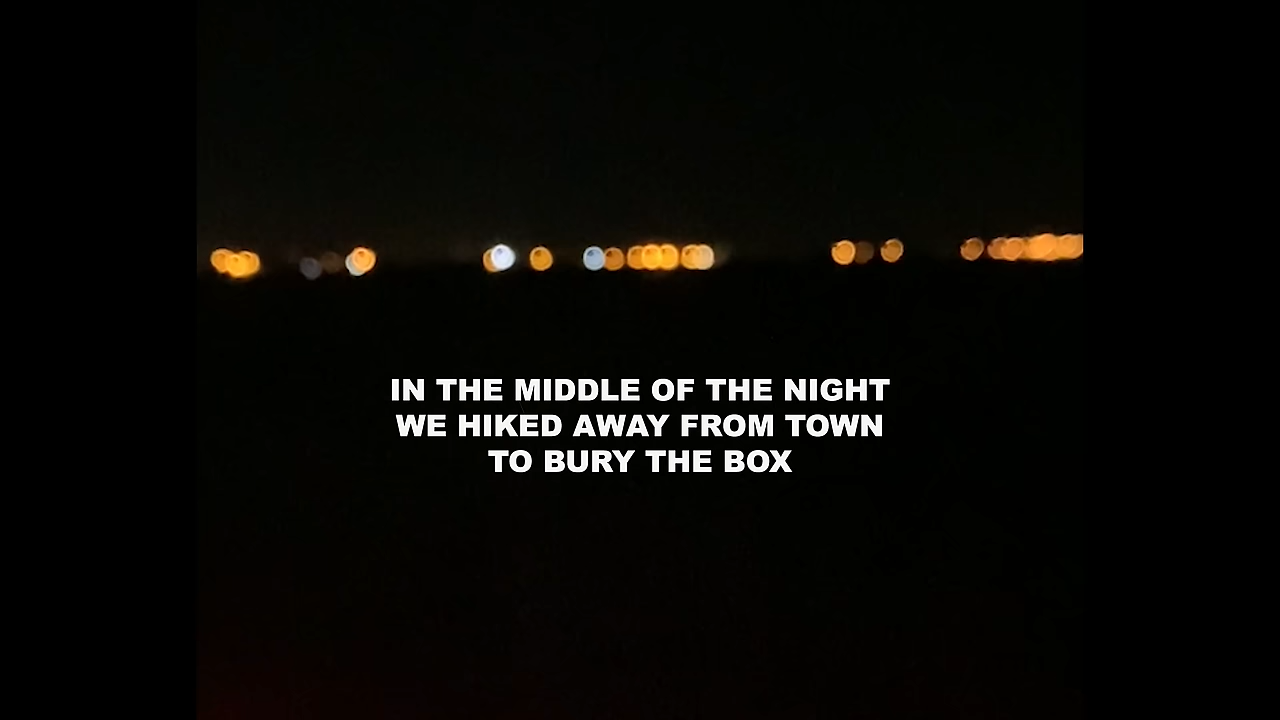 IN THE MIDDLE OF THE NIGHT
WE HIKED AWAY FROM TOWN
TO BURY THE BOX